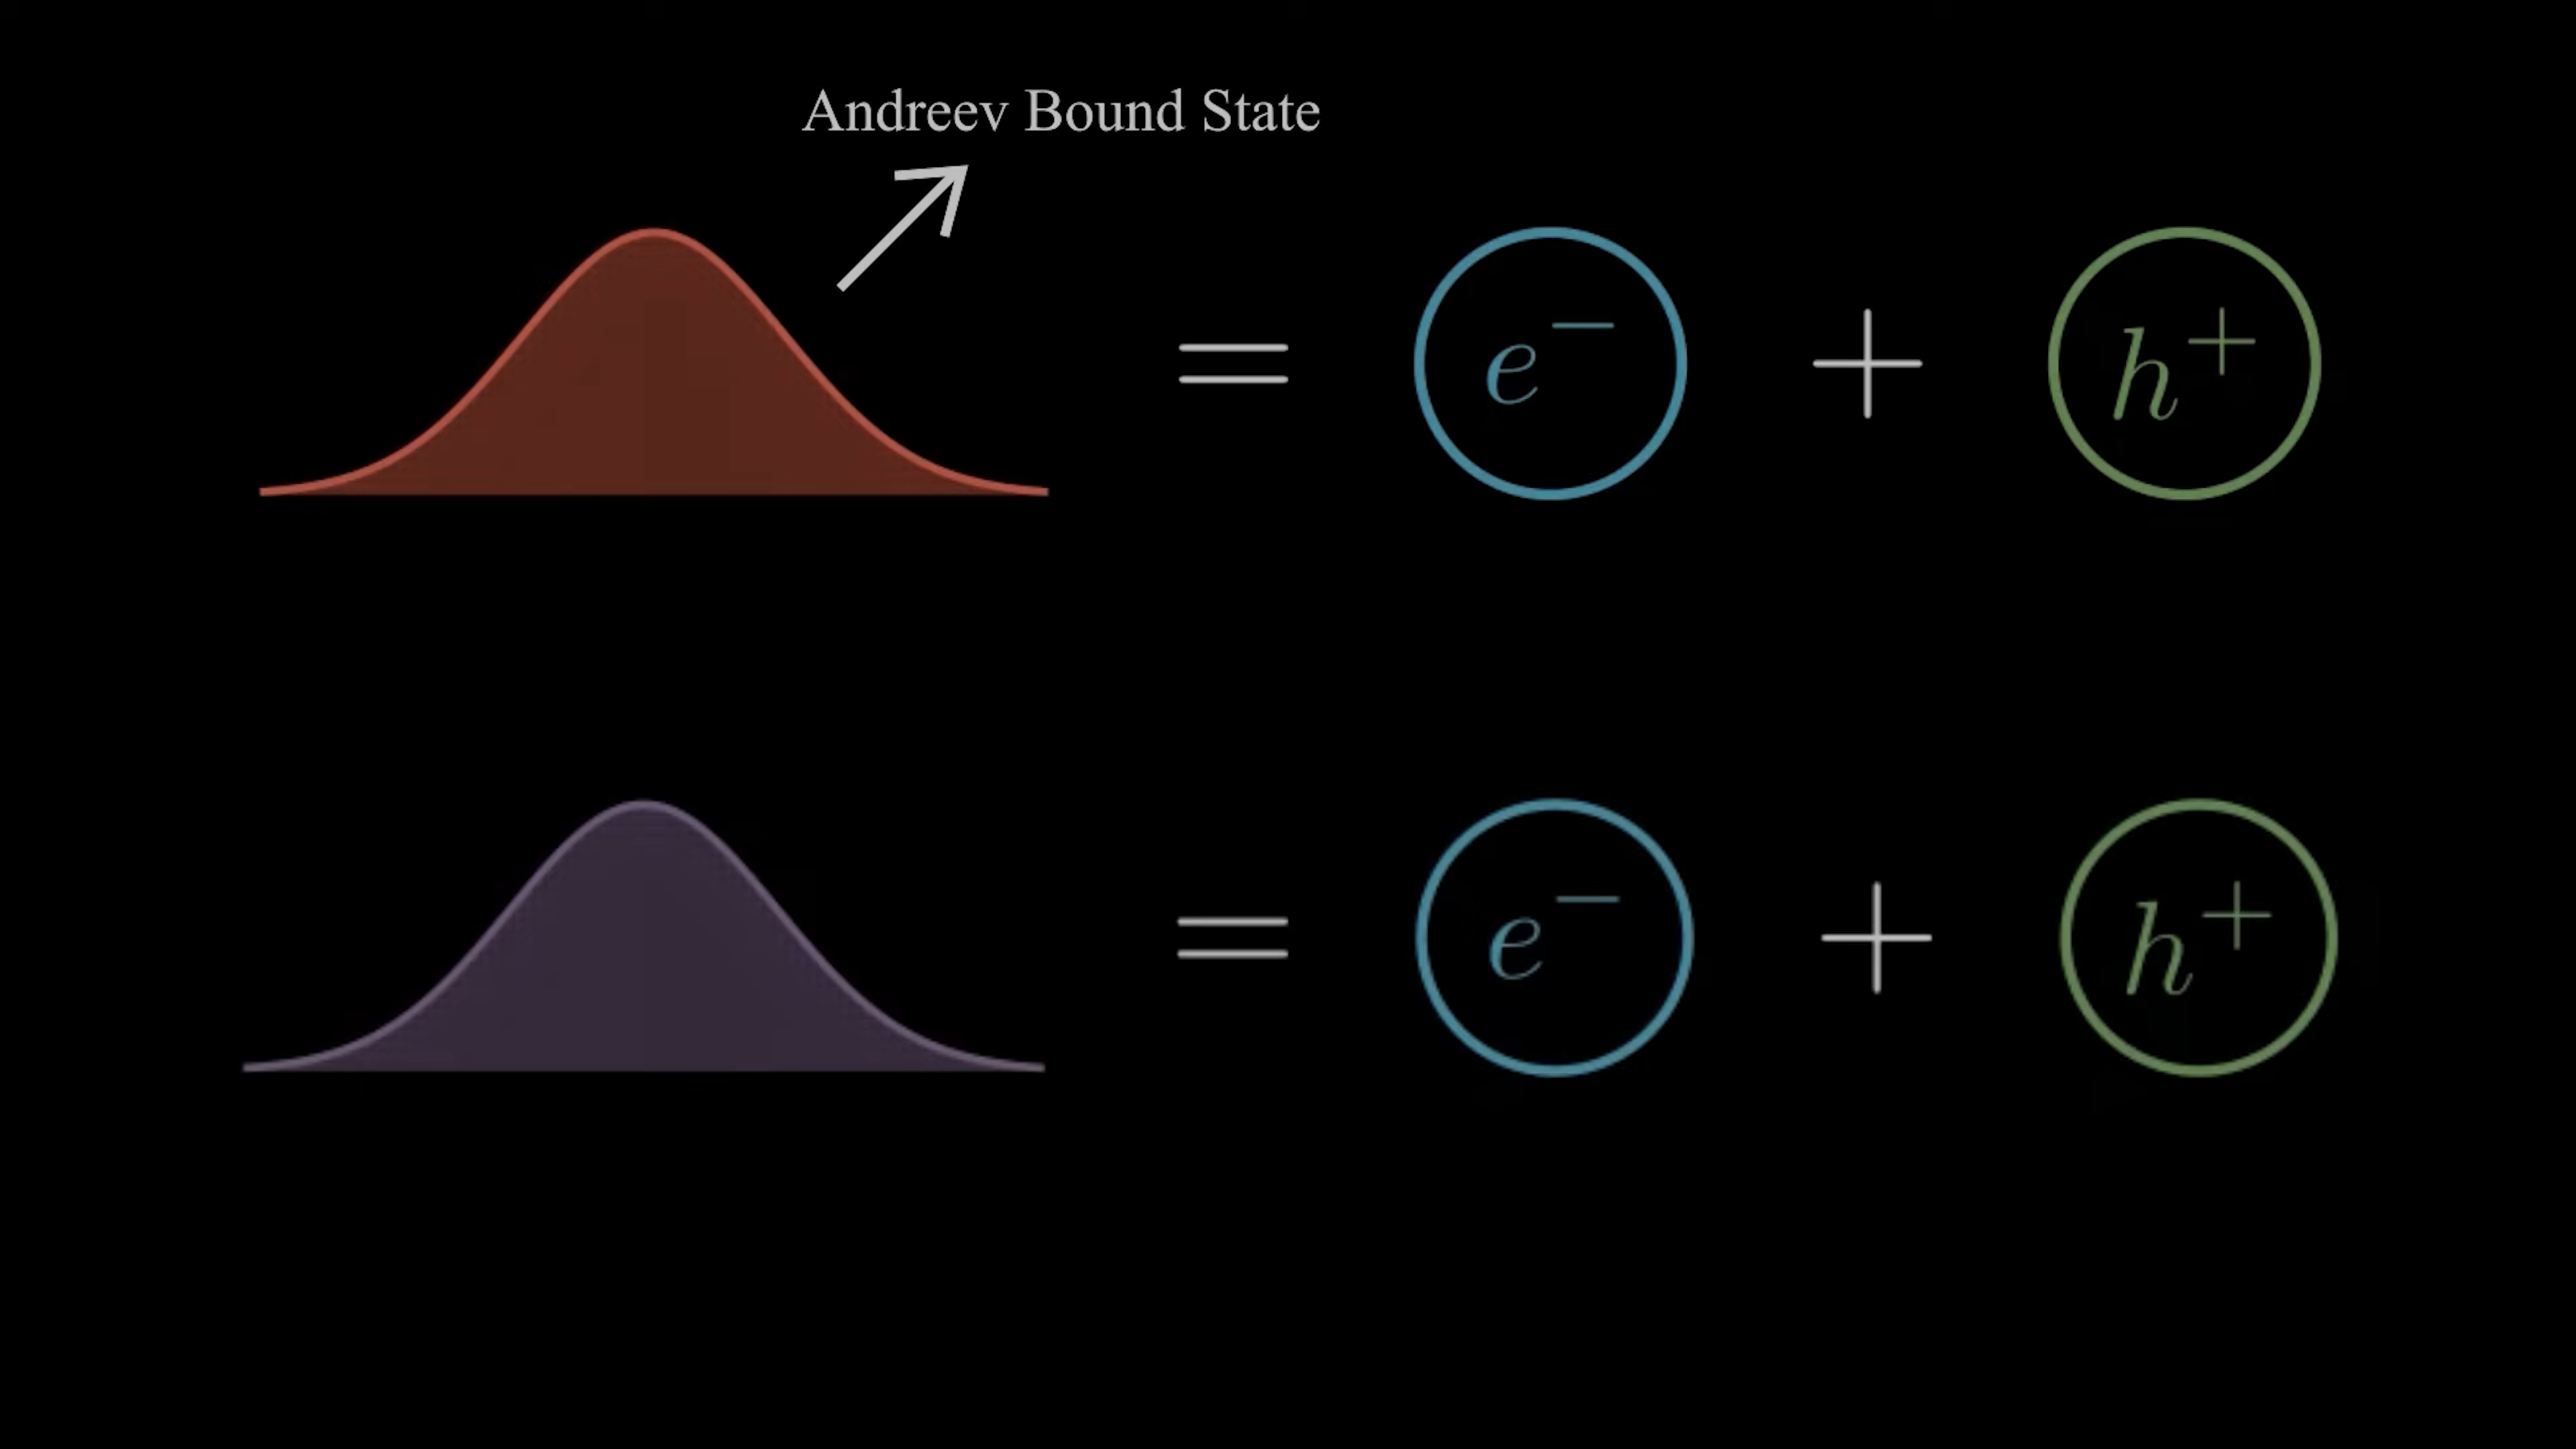 Andreev Bound State
= e⁻ + h⁺
= e⁻ + h⁺